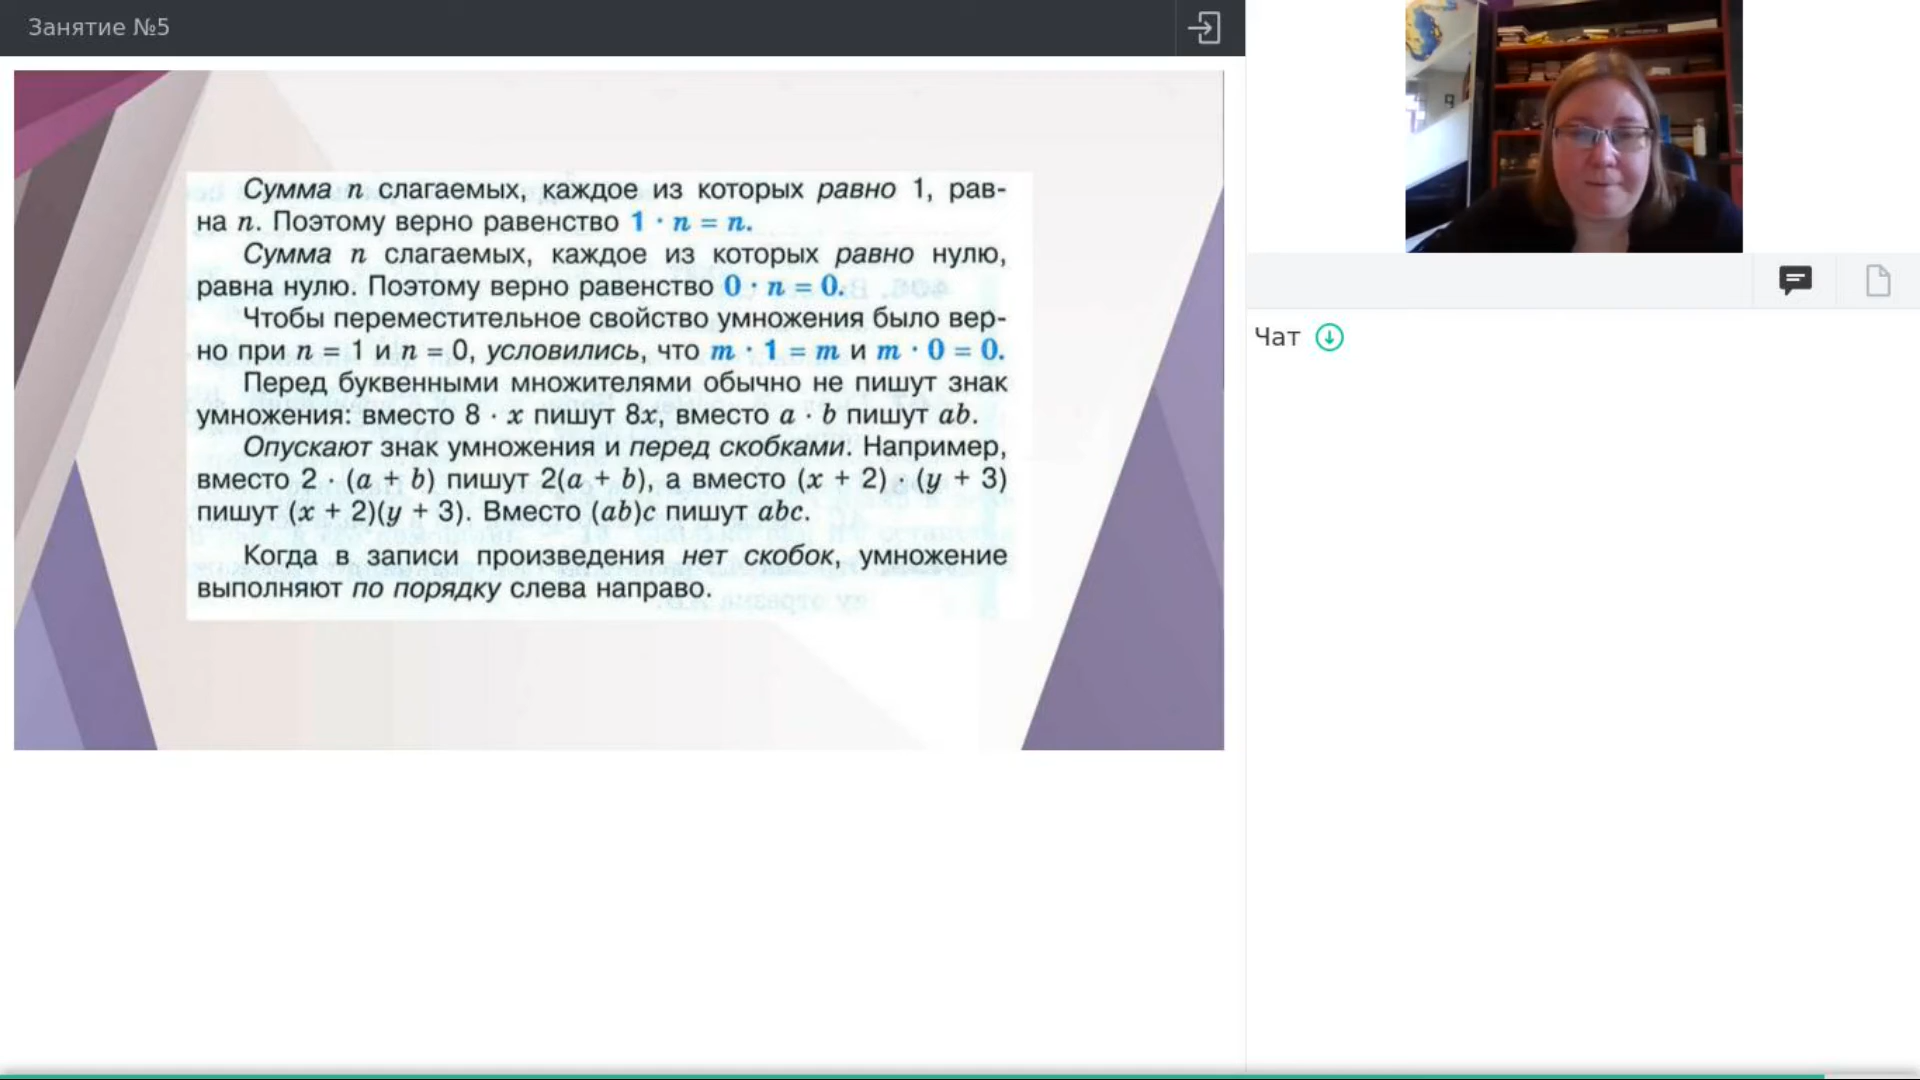 Занятие №5
Сумма n слагаемых, каждое из которых равно 1, рав-
на n. Поэтому верно равенство 1 · n = n.
Сумма n слагаемых, каждое из которых равно нулю,
равна нулю. Поэтому верно равенство 0 · n = 0.
Чтобы переместительное свойство умножения было вер-
но при n = 1 и n = 0, условились, что m · 1 = m и m · 0 = 0.
Перед буквенными множителями обычно не пишут знак
умножения: вместо 8 · x пишут 8x, вместо a · b пишут ab.
Опускают знак умножения и перед скобками. Например,
вместо 2 · (a + b) пишут 2(a + b), а вместо (x + 2) · (y + 3)
пишут (x + 2)(y + 3). Вместо (ab)c пишут abc.
Когда в записи произведения нет скобок, умножение
выполняют по порядку слева направо.
Чат